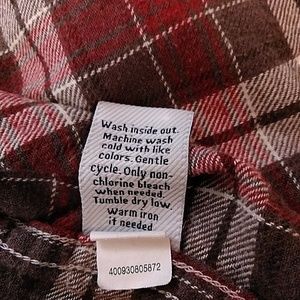 Wash inside out.
Machine wash
cold with like
colors. Gentle
cycle. Only non-
chlorine bleach
when needed.
Tumble dry low.
Warm iron
if needed
400930805872